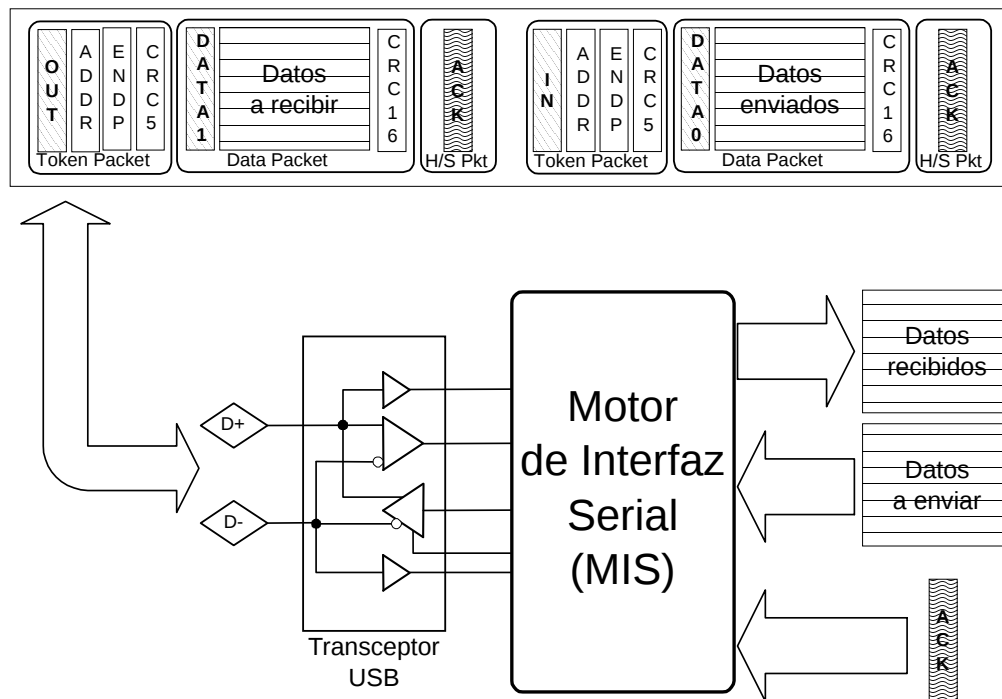 OUT
ADDR
ENDP
CRC5
Token Packet
DATA1
Datos
a recibir
CRC16
Data Packet
ACK
H/S Pkt
IN
ADDR
ENDP
CRC5
Token Packet
DATA0
Datos
enviados
CRC16
Data Packet
ACK
H/S Pkt
D+
D-
Transceptor
USB
Motor
de Interfaz
Serial
(MIS)
Datos
recibidos
Datos
a enviar
ACK